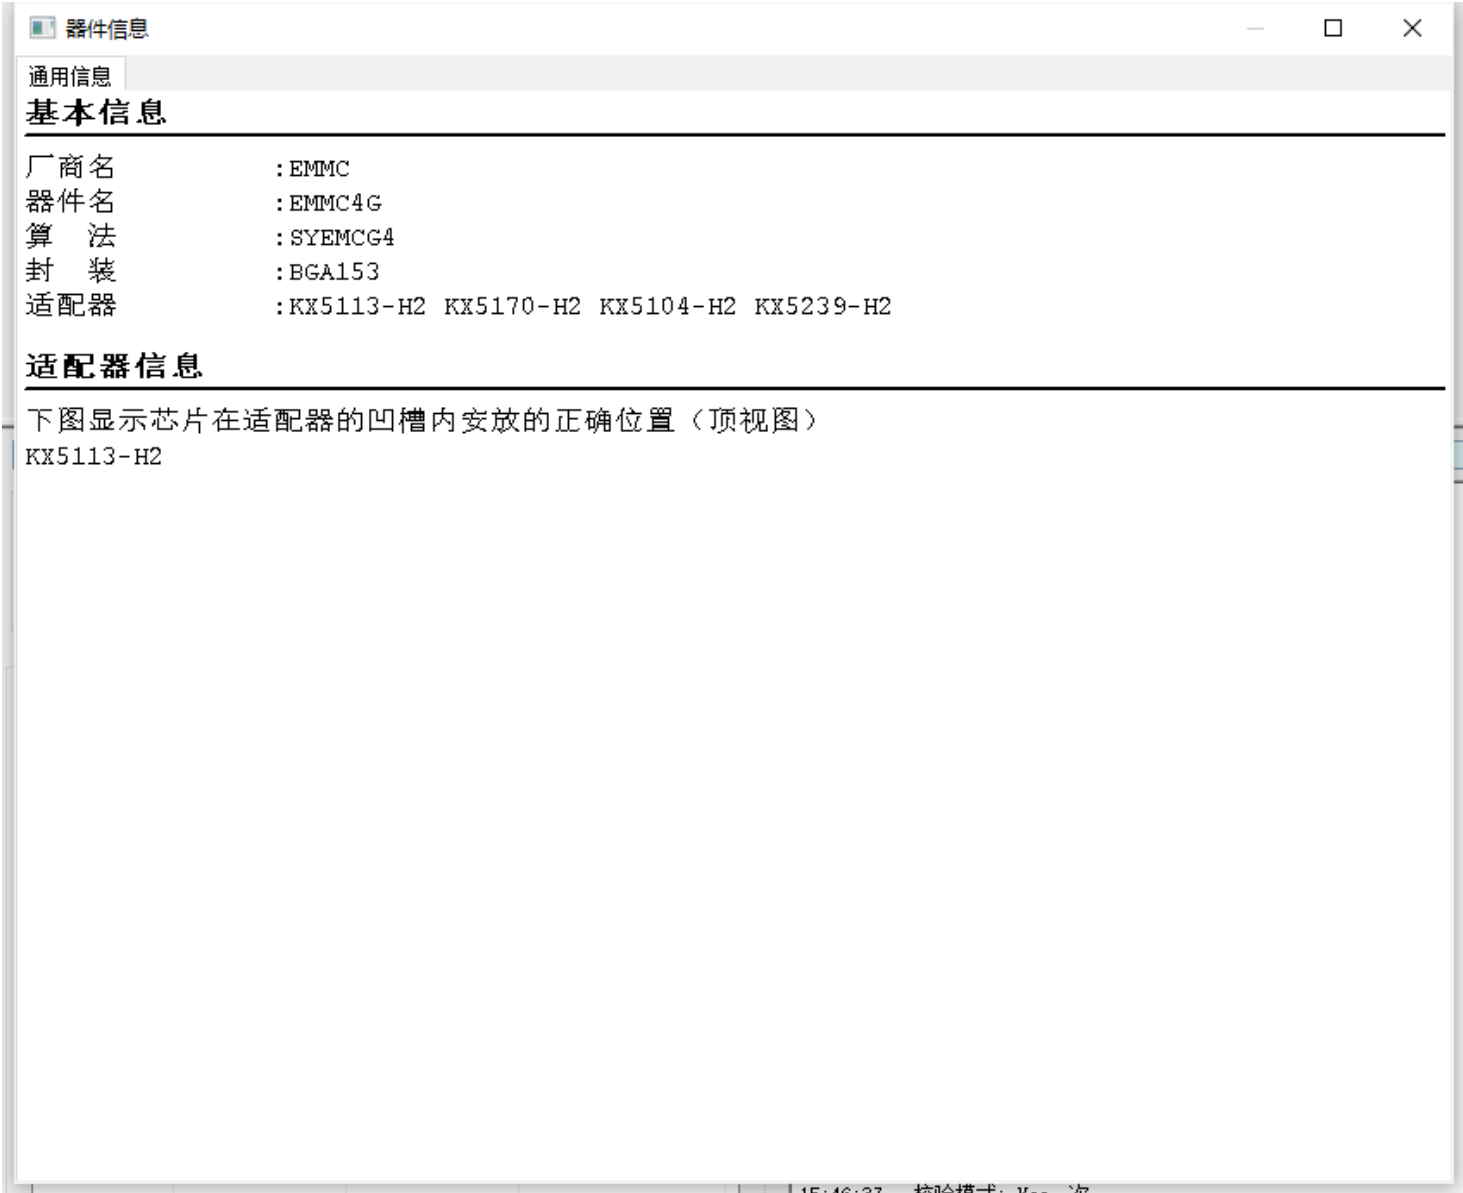 器件信息
通用信息
基本信息
厂商名 :EMMC
器件名 :EMMC4G
算 法 :SYEMCG4
封 装 :BGA153
适配器 :KX5113-H2 KX5170-H2 KX5104-H2 KX5239-H2
适配器信息
下图显示芯片在适配器的凹槽内安放的正确位置（顶视图）
KX5113-H2